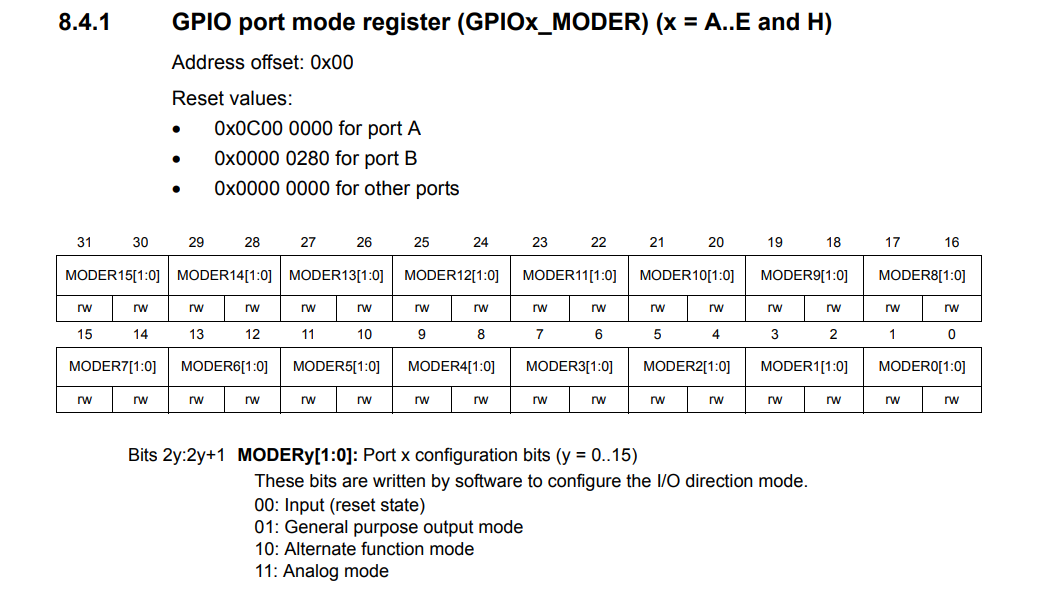 8.4.1 GPIO port mode register (GPIOx_MODER) (x = A..E and H)
Address offset: 0x00
Reset values:
• 0x0C00 0000 for port A
• 0x0000 0280 for port B
• 0x0000 0000 for other ports
31 30 29 28 27 26 25 24 23 22 21 20 19 18 17 16
MODER15[1:0] MODER14[1:0] MODER13[1:0] MODER12[1:0] MODER11[1:0] MODER10[1:0] MODER9[1:0] MODER8[1:0]
rw rw rw rw rw rw rw rw rw rw rw rw rw rw rw rw
15 14 13 12 11 10 9 8 7 6 5 4 3 2 1 0
MODER7[1:0] MODER6[1:0] MODER5[1:0] MODER4[1:0] MODER3[1:0] MODER2[1:0] MODER1[1:0] MODER0[1:0]
rw rw rw rw rw rw rw rw rw rw rw rw rw rw rw rw
Bits 2y:2y+1 MODERy[1:0]: Port x configuration bits (y = 0..15)
These bits are written by software to configure the I/O direction mode.
00: Input (reset state)
01: General purpose output mode
10: Alternate function mode
11: Analog mode